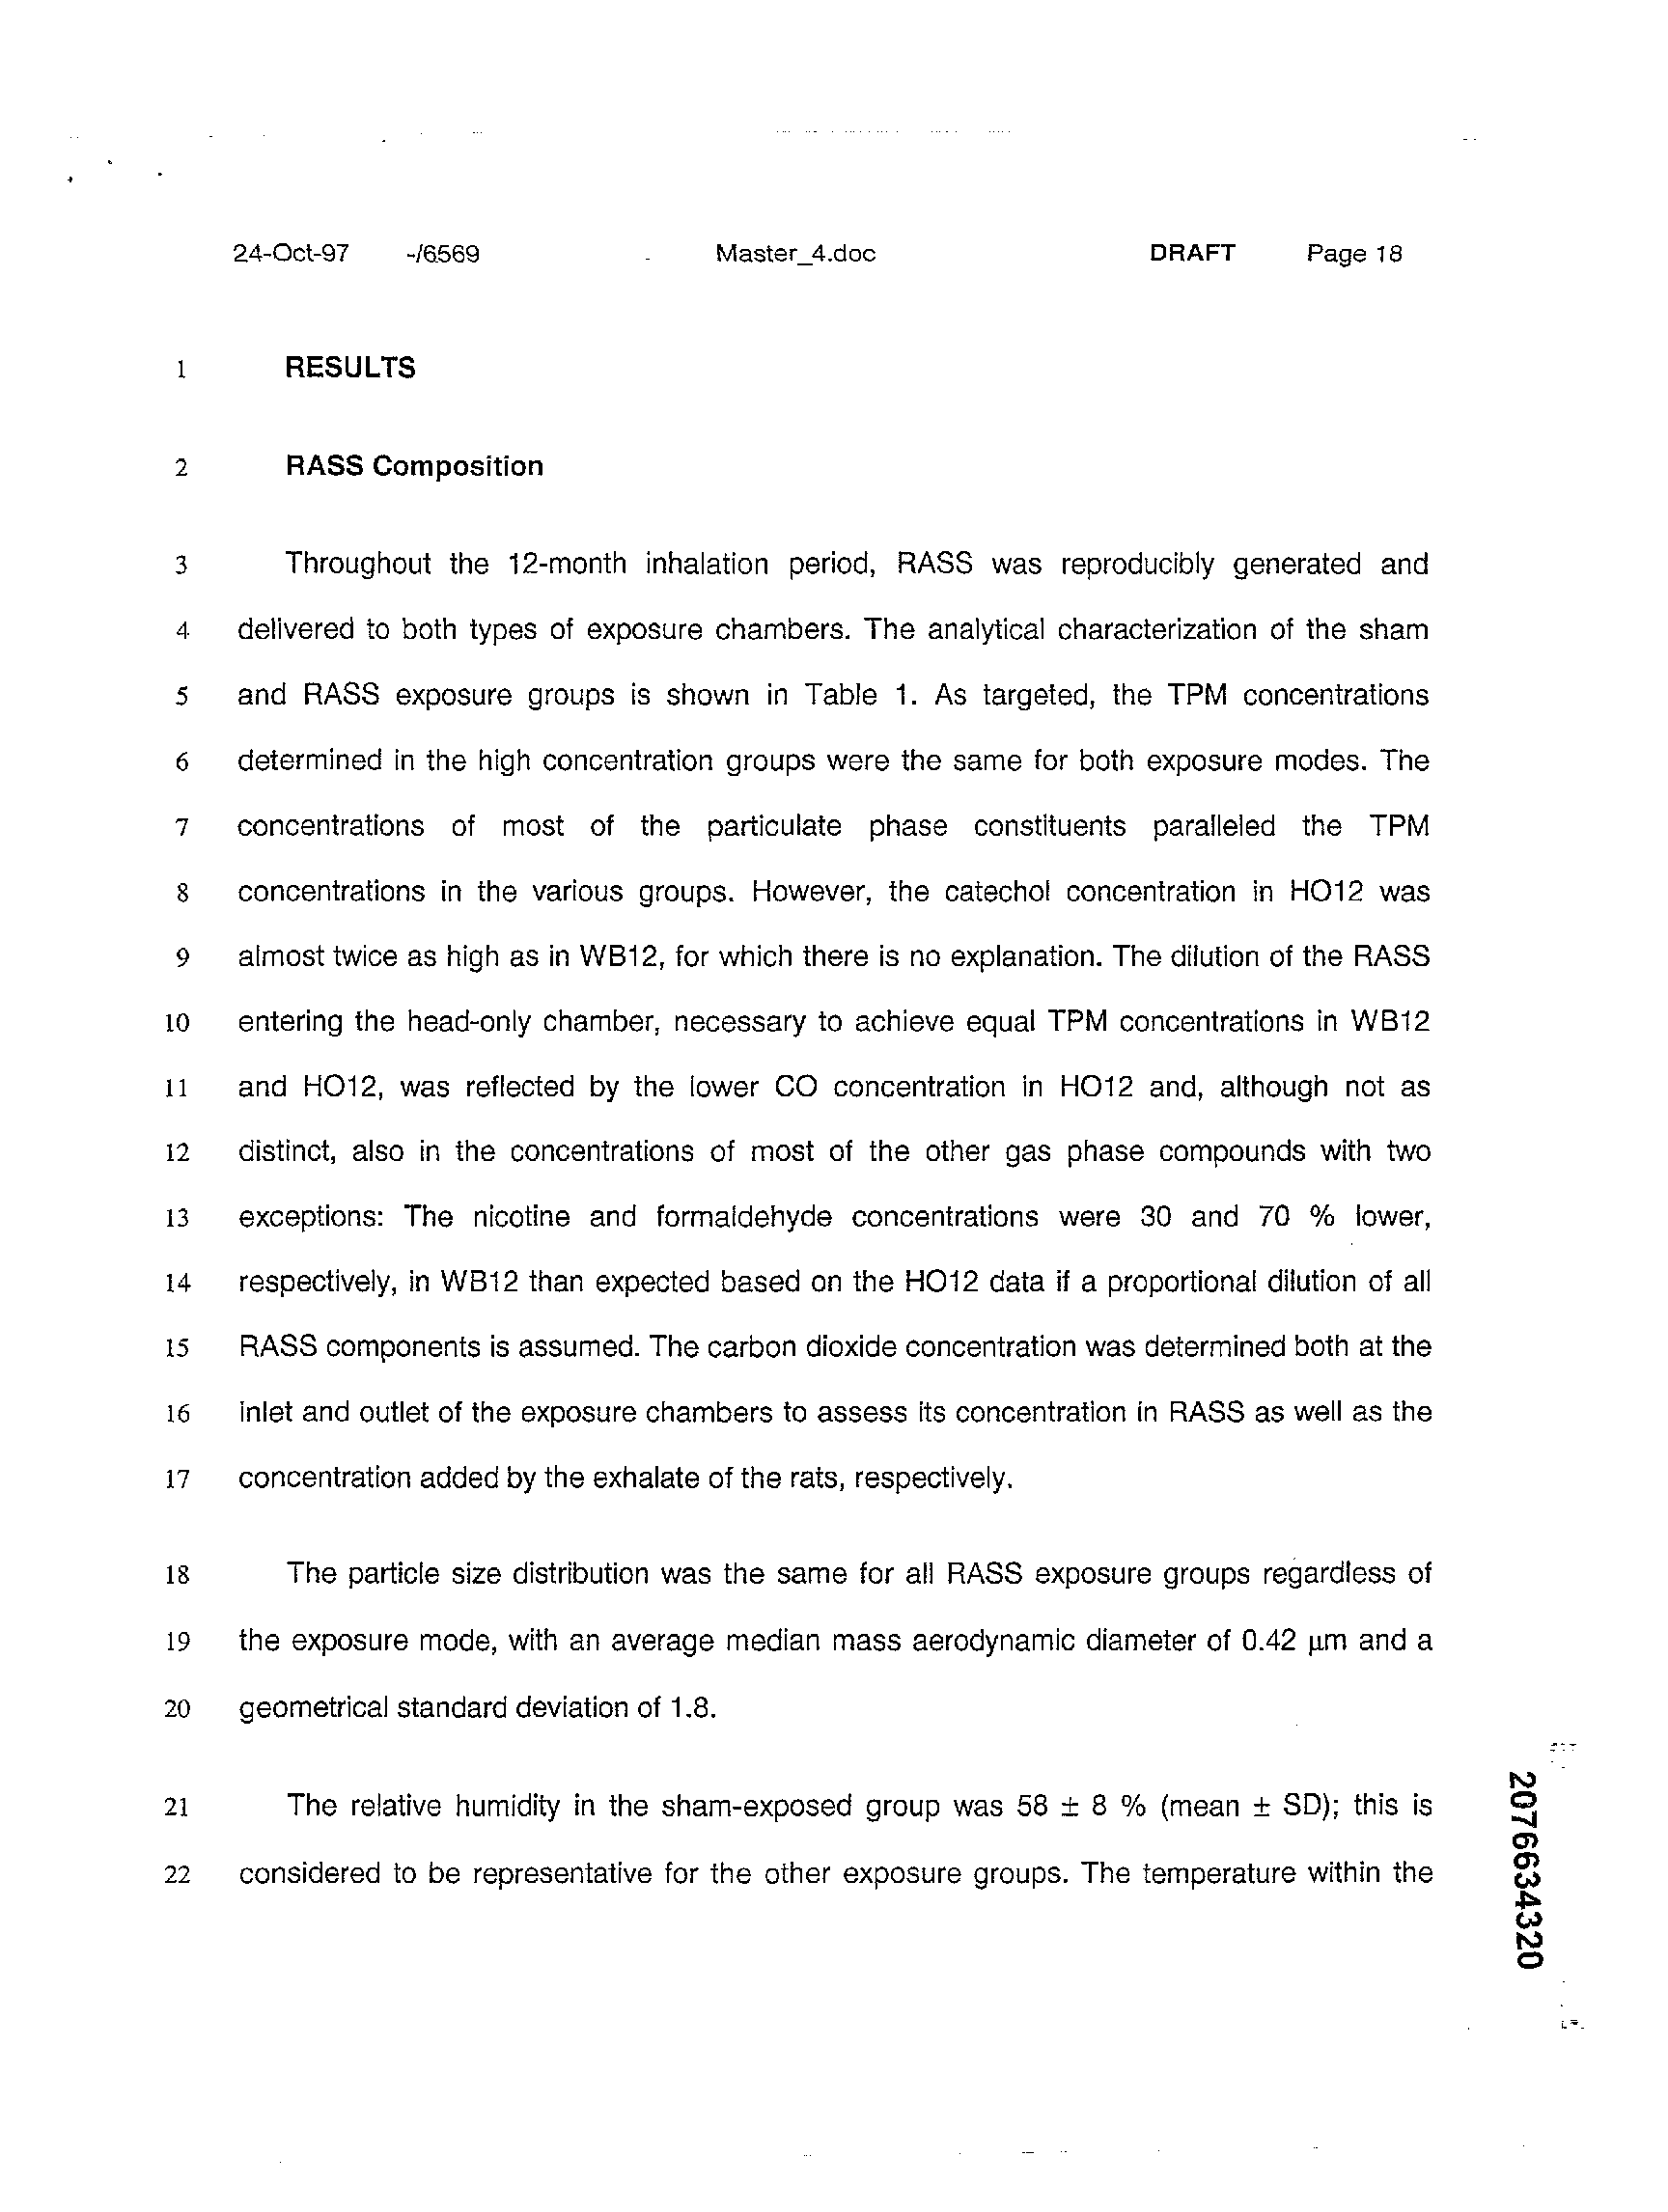 24-Oct-97 -/6569 Master_4.doc DRAFT Page 18
1 RESULTS
2 RASS Composition
3 Throughout the 12-month inhalation period, RASS was reproducibly generated and
4 delivered to both types of exposure chambers. The analytical characterization of the sham
5 and RASS exposure groups is shown in Table 1. As targeted, the TPM concentrations
6 determined in the high concentration groups were the same for both exposure modes. The
7 concentrations of most of the particulate phase constituents paralleled the TPM
8 concentrations in the various groups. However, the catechol concentration in HO12 was
9 almost twice as high as in WB12, for which there is no explanation. The dilution of the RASS
10 entering the head-only chamber, necessary to achieve equal TPM concentrations in WB12
11 and HO12, was reflected by the lower CO concentration in HO12 and, although not as
12 distinct, also in the concentrations of most of the other gas phase compounds with two
13 exceptions: The nicotine and formaldehyde concentrations were 30 and 70 % lower,
14 respectively, in WB12 than expected based on the HO12 data if a proportional dilution of all
15 RASS components is assumed. The carbon dioxide concentration was determined both at the
16 inlet and outlet of the exposure chambers to assess its concentration in RASS as well as the
17 concentration added by the exhalate of the rats, respectively.
18 The particle size distribution was the same for all RASS exposure groups regardless of
19 the exposure mode, with an average median mass aerodynamic diameter of 0.42 µm and a
20 geometrical standard deviation of 1.8.
21 The relative humidity in the sham-exposed group was 58 ± 8 % (mean ± SD); this is
22 considered to be representative for the other exposure groups. The temperature within the
2076634320